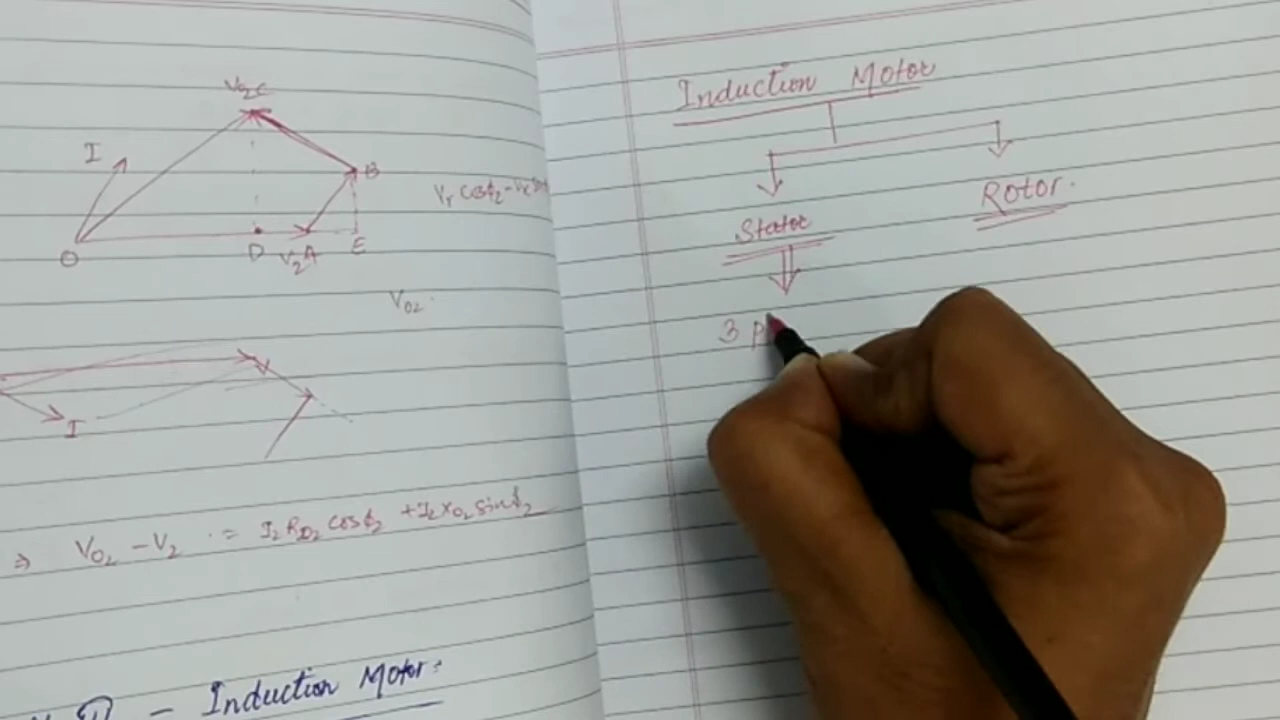 V₂C
I
B
V_r cosϕ₂ - V
O
D
V₂A
E
V₀₂
V
I
⇒ V₀₂ - V₂ = I₂ R₀₂ cosϕ₂ + I₂ X₀₂ sinϕ₂
- Induction Motor:
Induction Motor
Stator
Rotor.
3 p